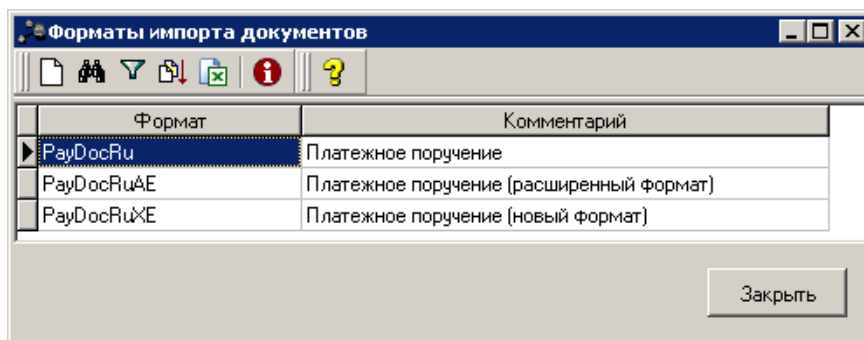 Форматы импорта документов
Формат Комментарий
PayDocRu Платежное поручение
PayDocRuAE Платежное поручение (расширенный формат)
PayDocRuXE Платежное поручение (новый формат)
Закрыть